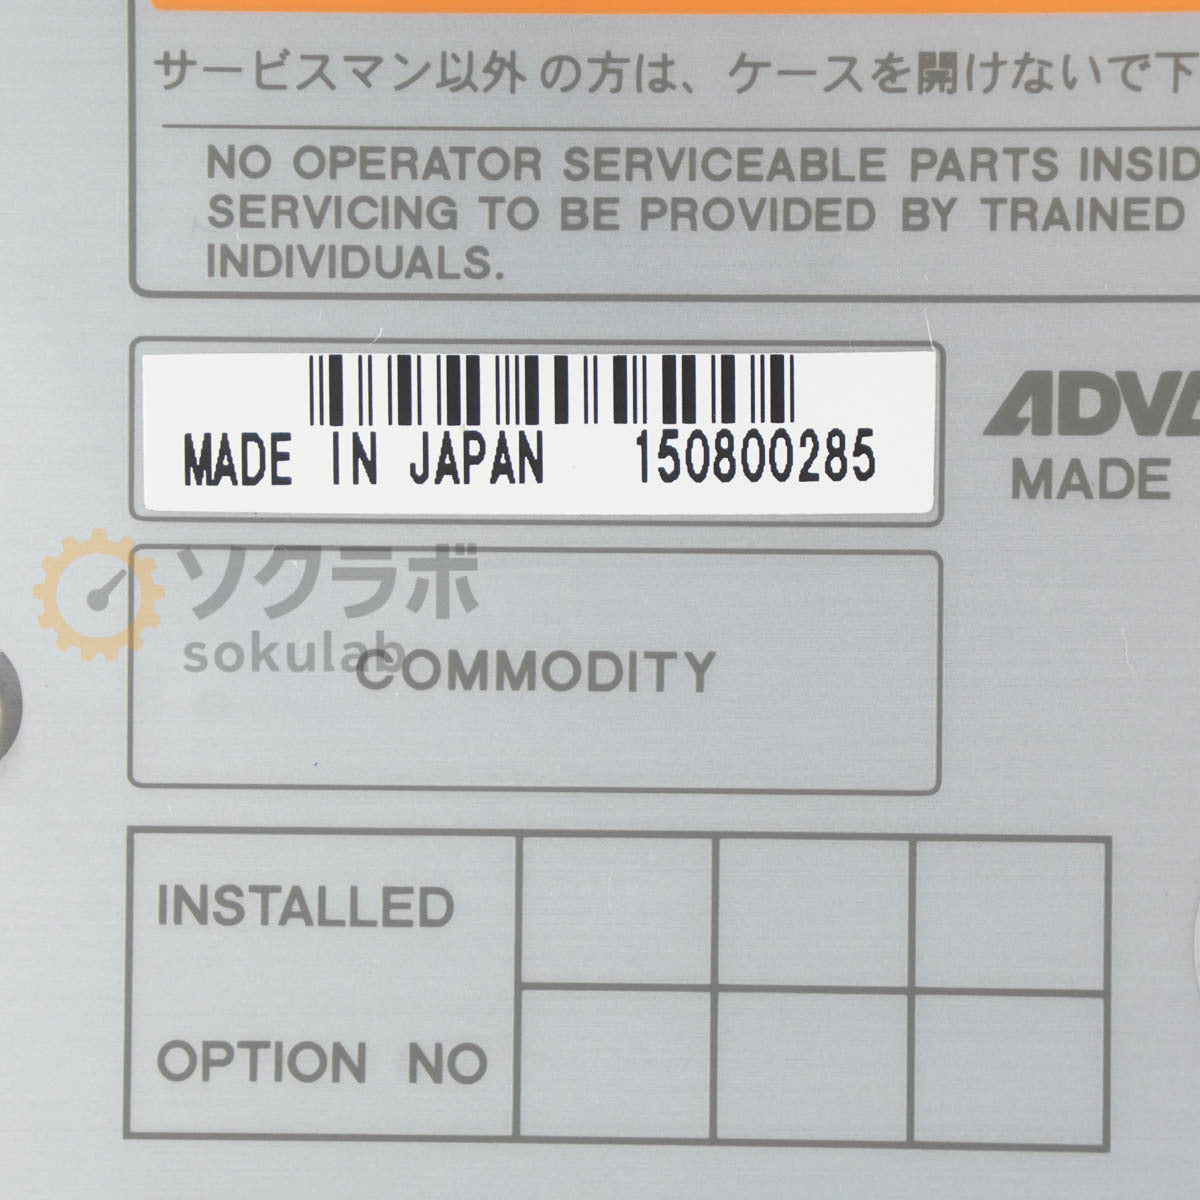 サービスマン以外の方は、ケースを開けないで下
NO OPERATOR SERVICEABLE PARTS INSID
SERVICING TO BE PROVIDED BY TRAINED
INDIVIDUALS.
MADE IN JAPAN 150800285
ADVA
MADE
ソクラボ
sokulab
COMMODITY
INSTALLED
OPTION NO